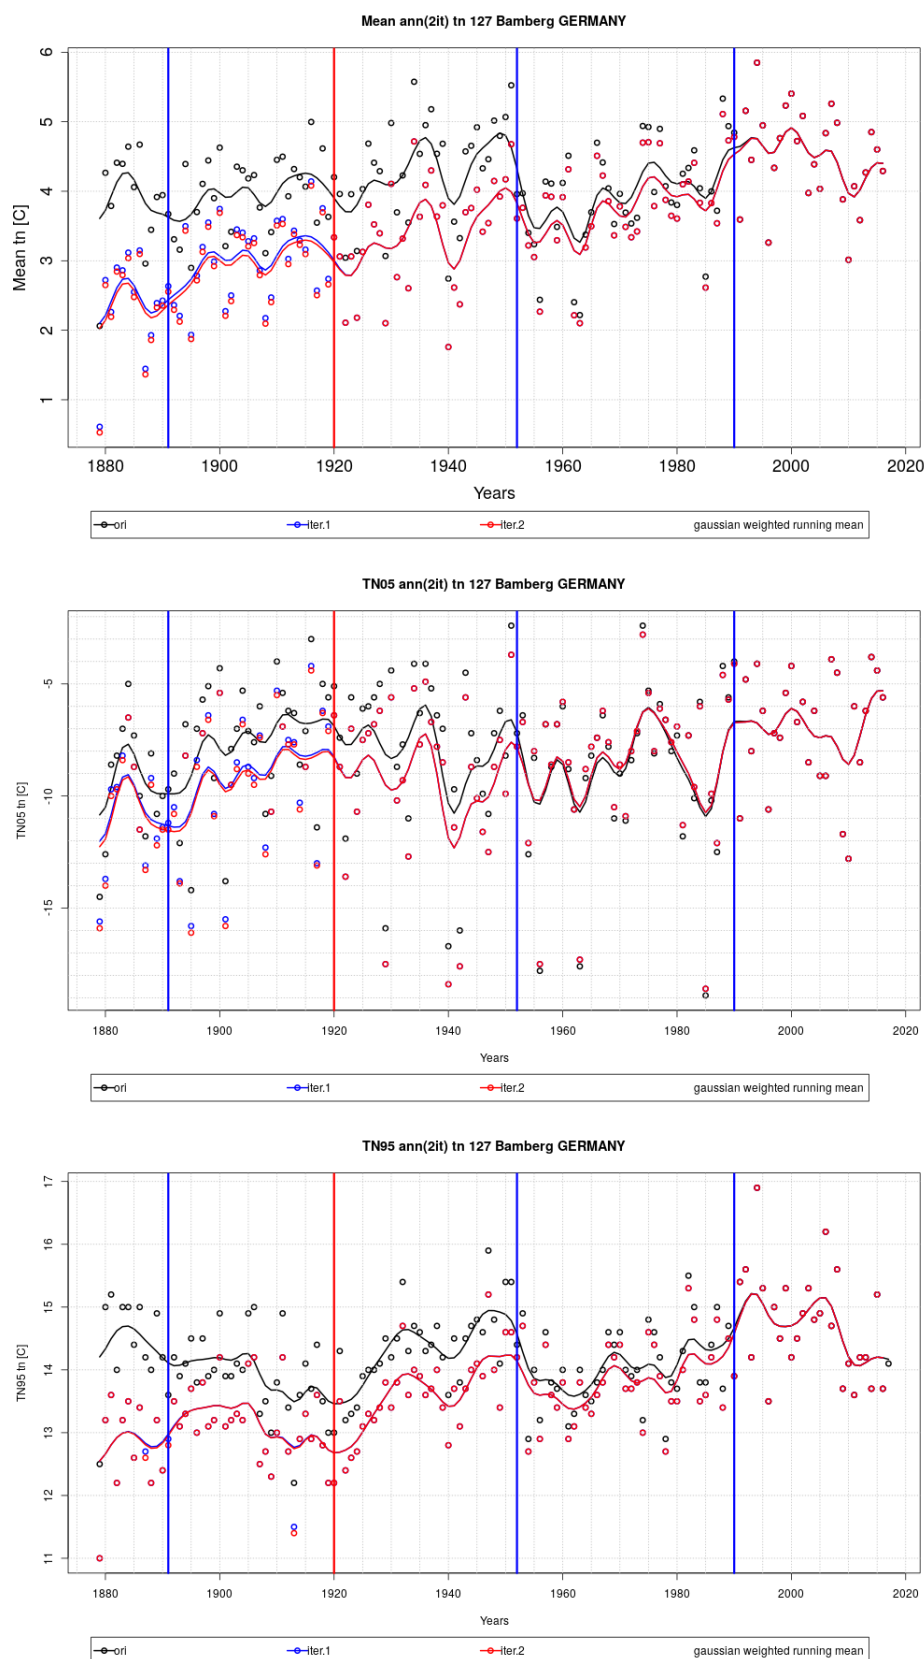 Mean ann(2it) tn 127 Bamberg GERMANY
Mean tn [C]
6
5
4
3
2
1
1880 1900 1920 1940 1960 1980 2000 2020
Years
ori iter.1 iter.2 gaussian weighted running mean
TN05 ann(2it) tn 127 Bamberg GERMANY
TN05 tn [C]
-5
-10
-15
1880 1900 1920 1940 1960 1980 2000 2020
Years
ori iter.1 iter.2 gaussian weighted running mean
TN95 ann(2it) tn 127 Bamberg GERMANY
TN95 tn [C]
17
16
15
14
13
12
11
1880 1900 1920 1940 1960 1980 2000 2020
Years
ori iter.1 iter.2 gaussian weighted running mean